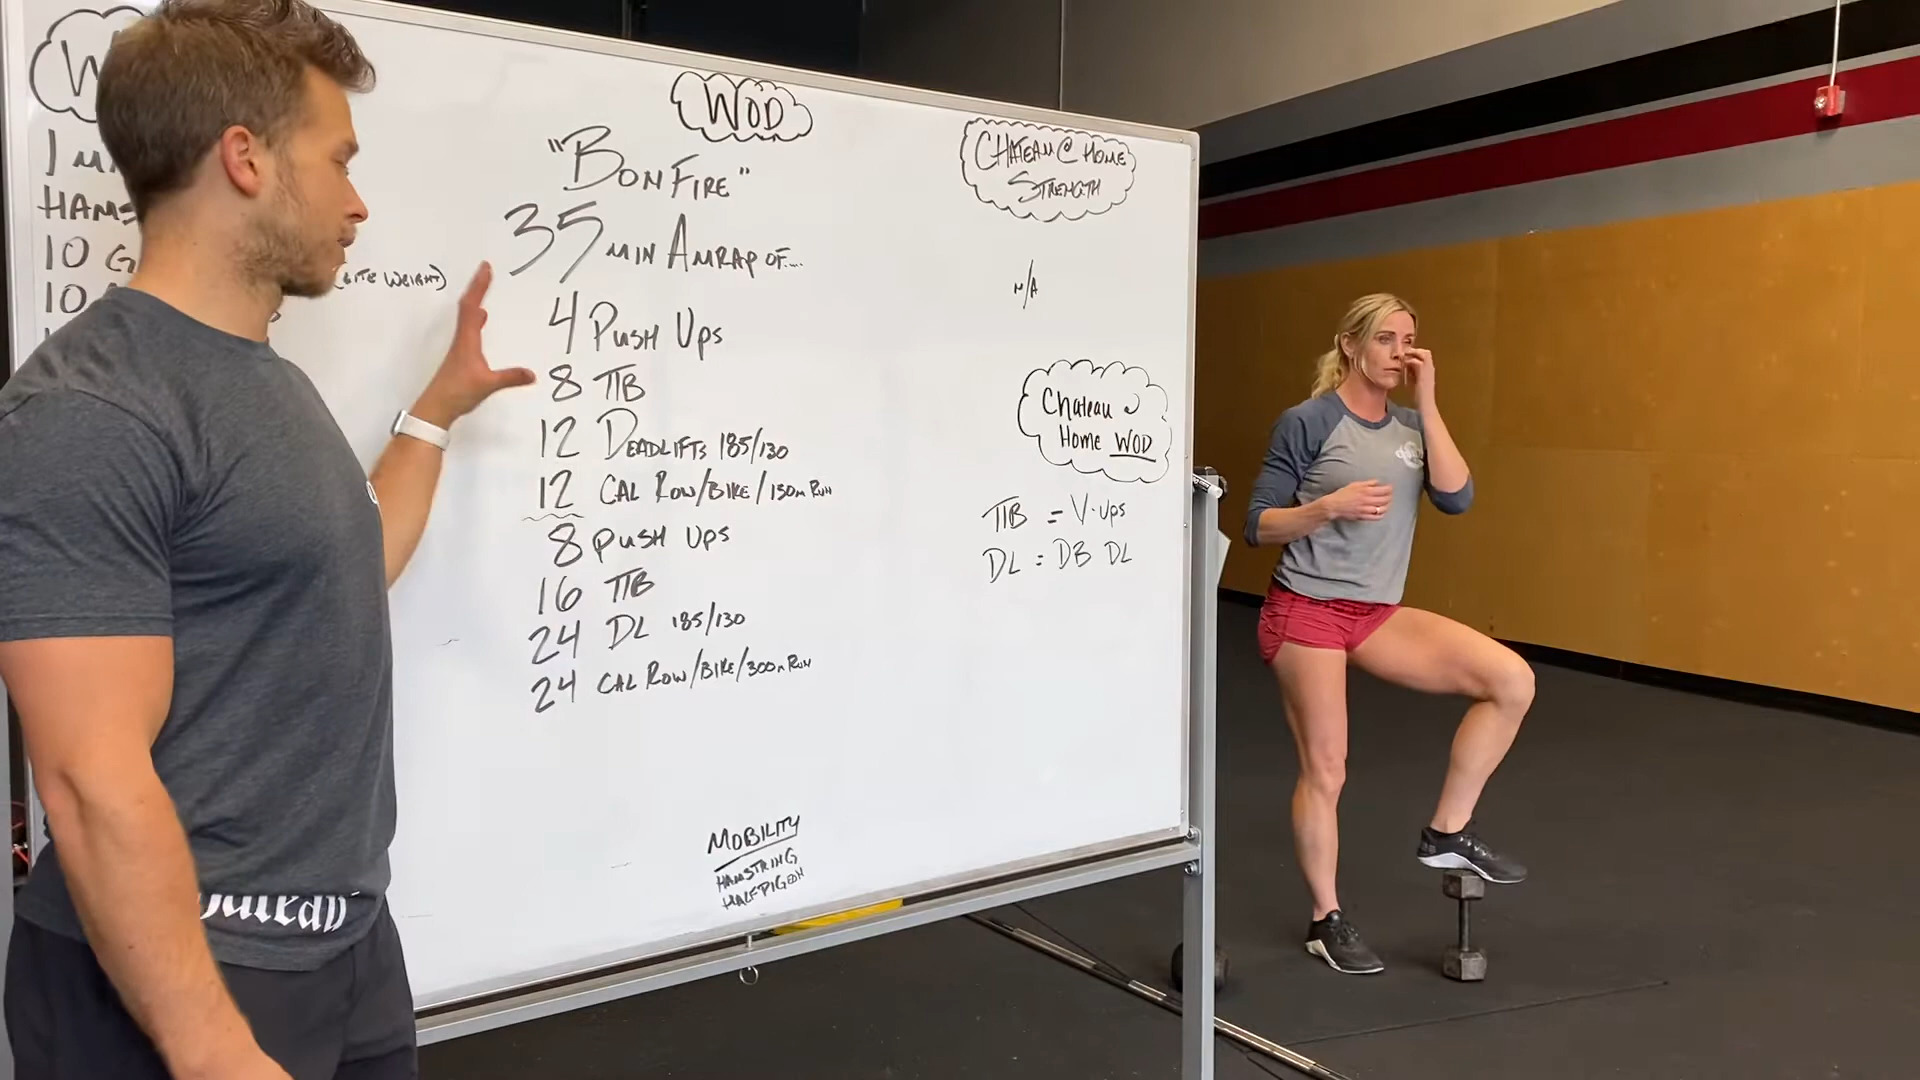 10
10
(LITE WEIGHT)
WOD
"BONFIRE"
35 MIN AMRAP OF....
4 PUSH UPS
8 TTB
12 DEADLIFTS 185/130
12 CAL ROW/BIKE/150M RUN
8 PUSH UPS
16 TTB
24 DL 185/130
24 CAL ROW/BIKE/300M RUN
MOBILITY
HAMSTRING
HALF PIGEON
CHATEAU @ HOME
STRENGTH
N/A
Chateau @
Home WOD
TTB = V-UPS
DL = DB DL